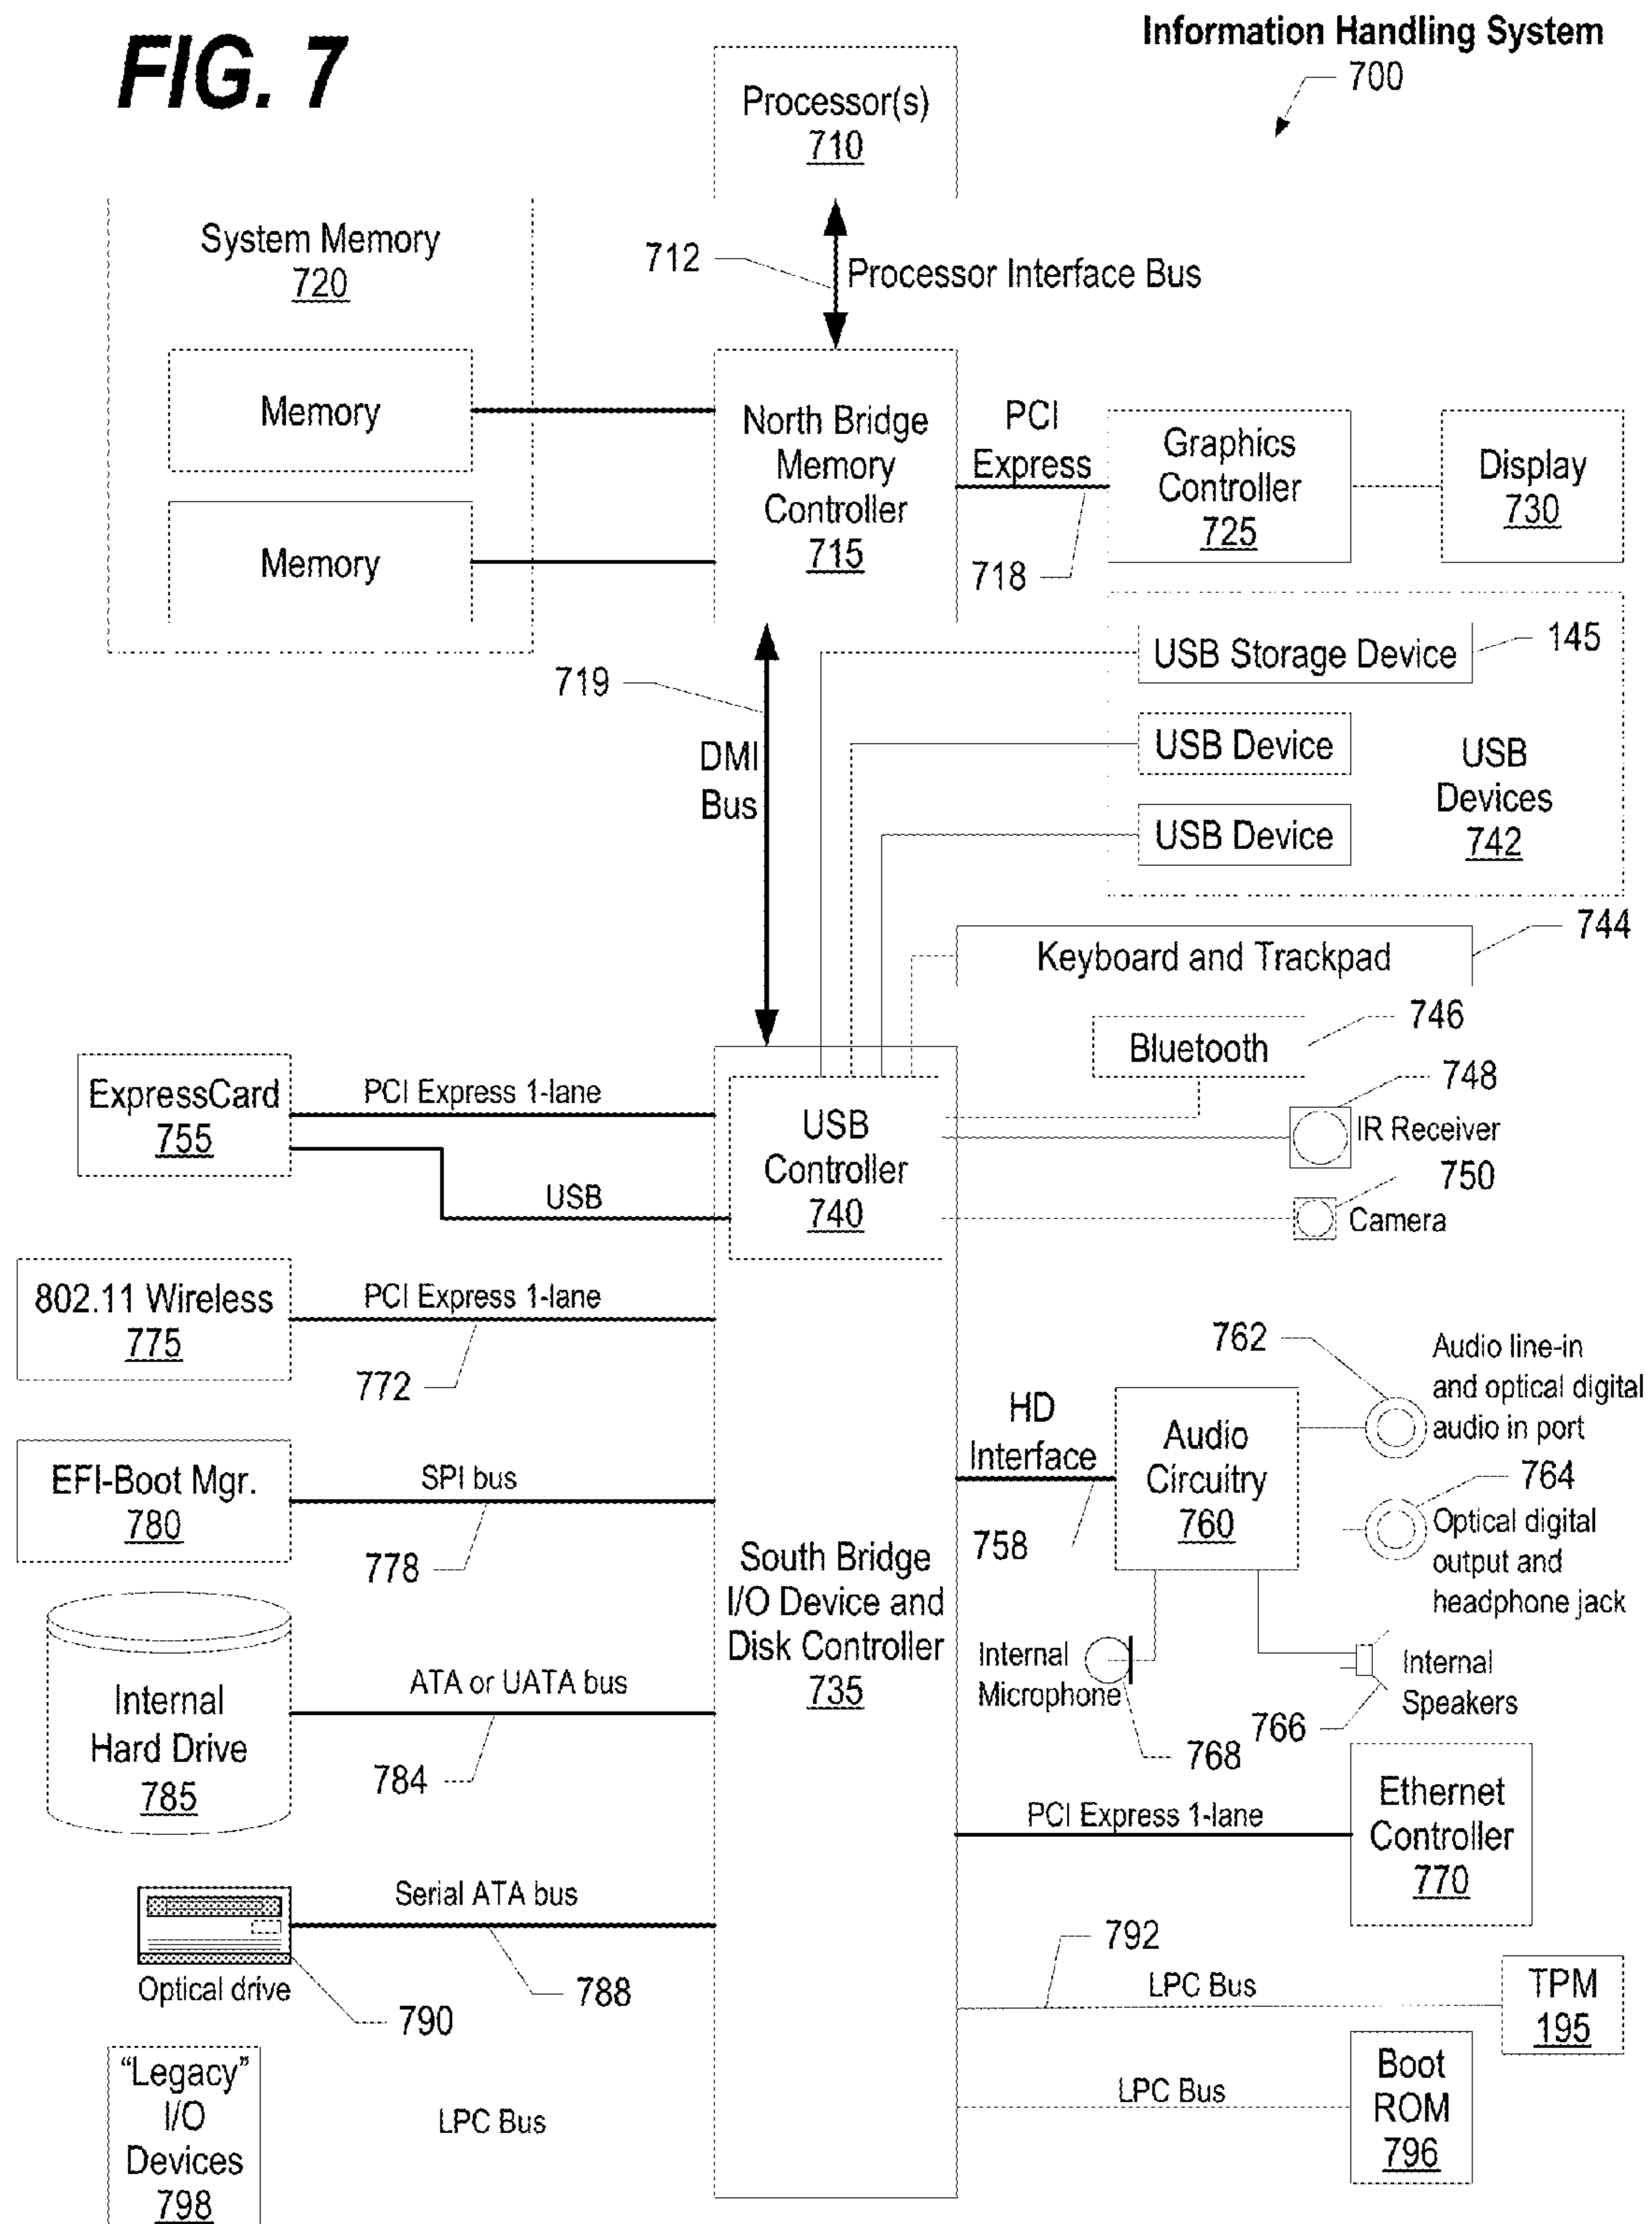 FIG. 7
Information Handling System
700
Processor(s)
710
System Memory
720
712
Processor Interface Bus
Memory
Memory
North Bridge
Memory
Controller
715
PCI
Express
718
Graphics
Controller
725
Display
730
719
DMI
Bus
USB Storage Device
145
USB Device
USB Device
USB
Devices
742
Keyboard and Trackpad
744
Bluetooth
746
748
IR Receiver
750
Camera
ExpressCard
755
PCI Express 1-lane
USB
USB
Controller
740
802.11 Wireless
775
PCI Express 1-lane
772
762
Audio line-in
and optical digital
audio in port
HD
Interface
758
Audio
Circuitry
760
764
Optical digital
output and
headphone jack
EFI-Boot Mgr.
780
SPI bus
778
South Bridge
I/O Device and
Disk Controller
735
Internal
Microphone
768
Internal
Speakers
766
Internal
Hard Drive
785
ATA or UATA bus
784
PCI Express 1-lane
Ethernet
Controller
770
Serial ATA bus
788
Optical drive
790
792
LPC Bus
TPM
195
"Legacy"
I/O
Devices
798
LPC Bus
LPC Bus
Boot
ROM
796